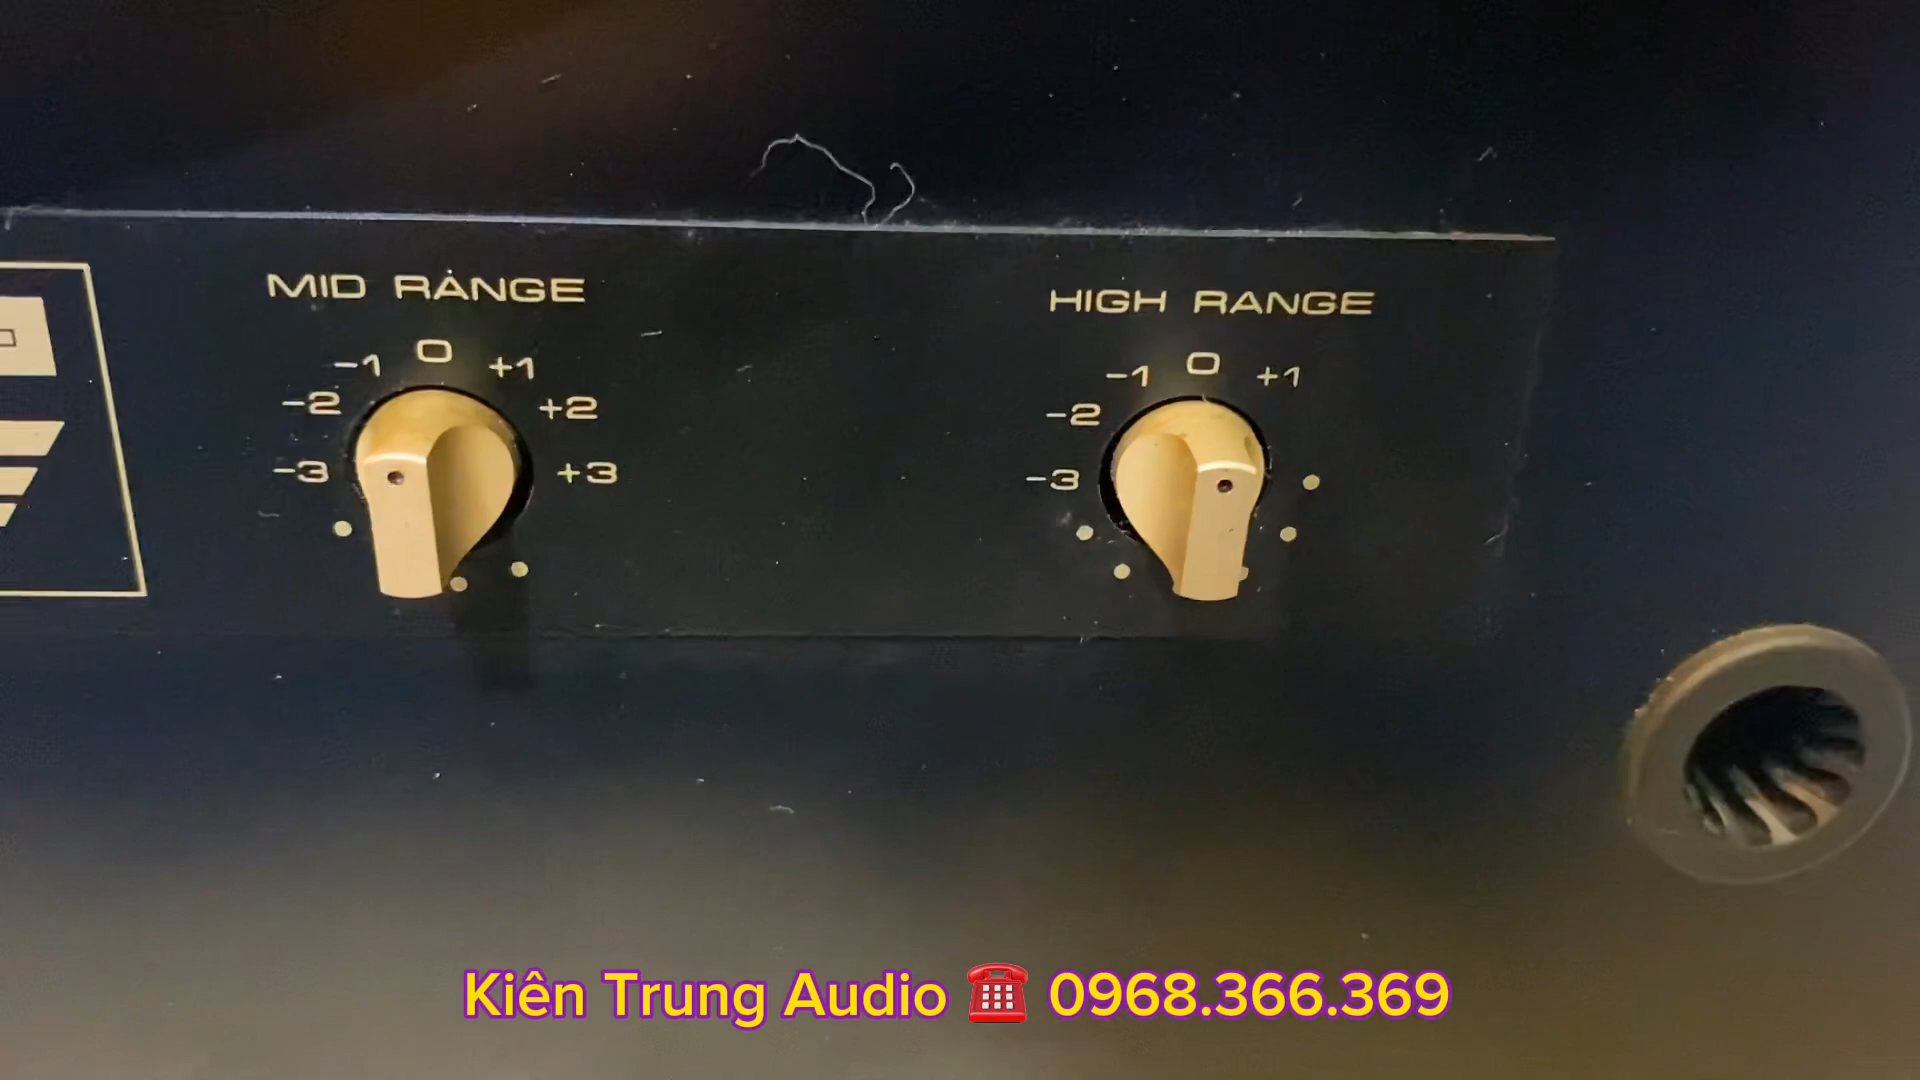 MID RANGE
-3 -2 -1 0 +1 +2 +3
HIGH RANGE
-3 -2 -1 0 +1
Kiên Trung Audio ☎️ 0968.366.369